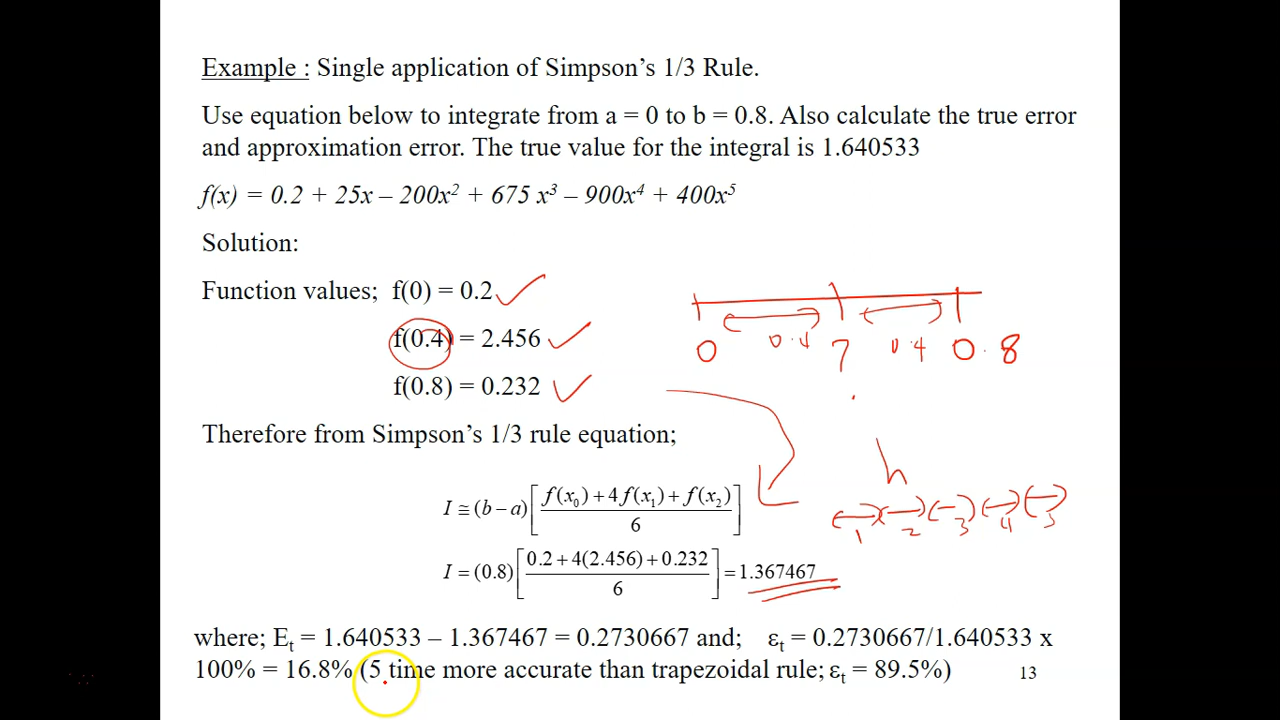 Example : Single application of Simpson's 1/3 Rule.
Use equation below to integrate from a = 0 to b = 0.8. Also calculate the true error
and approximation error. The true value for the integral is 1.640533
f(x) = 0.2 + 25x – 200x² + 675 x³ – 900x⁴ + 400x⁵
Solution:
Function values; f(0) = 0.2
f(0.4) = 2.456
f(0.8) = 0.232
0.4 0.4
0 ? 0.8
Therefore from Simpson's 1/3 rule equation;
h
1 2 3 4 5
I ≅ (b − a)[f(x₀) + 4f(x₁) + f(x₂) / 6]
I = (0.8)[0.2 + 4(2.456) + 0.232 / 6] = 1.367467
where; Eₜ = 1.640533 – 1.367467 = 0.2730667 and; εₜ = 0.2730667/1.640533 x
100% = 16.8% (5 time more accurate than trapezoidal rule; εₜ = 89.5%)
13